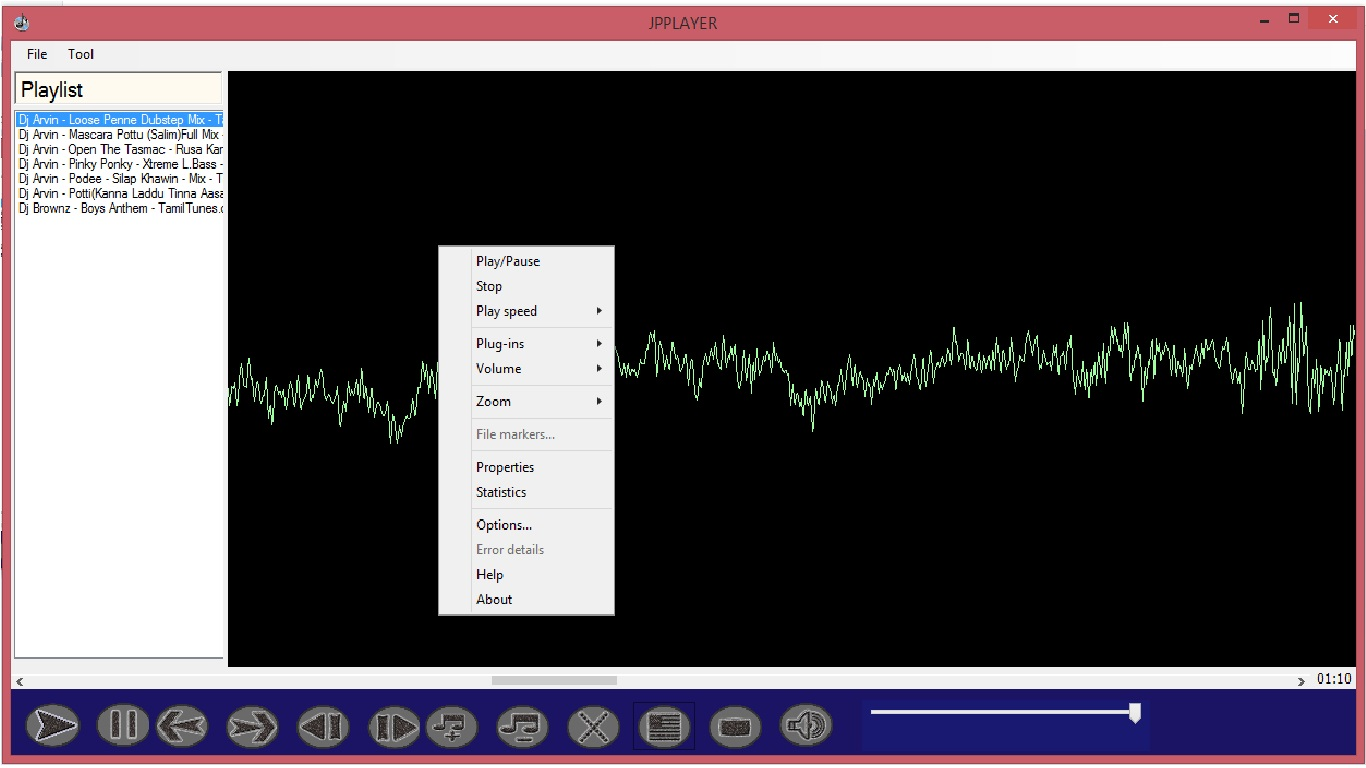 JPPLAYER
File Tool
Playlist
Dj Arvin - Loose Penne Dubstep Mix - Ta
Dj Arvin - Mascara Pottu (Salim)Full Mix -
Dj Arvin - Open The Tasmac - Rusa Kar
Dj Arvin - Pinky Ponky - Xtreme L.Bass -
Dj Arvin - Podee - Silap Khawin - Mix - T
Dj Arvin - Potti(Kanna Laddu Tinna Aasa
Dj Brownz - Boys Anthem - TamilTunes.c
Play/Pause
Stop
Play speed
Plug-ins
Volume
Zoom
File markers...
Properties
Statistics
Options...
Error details
Help
About
01:10